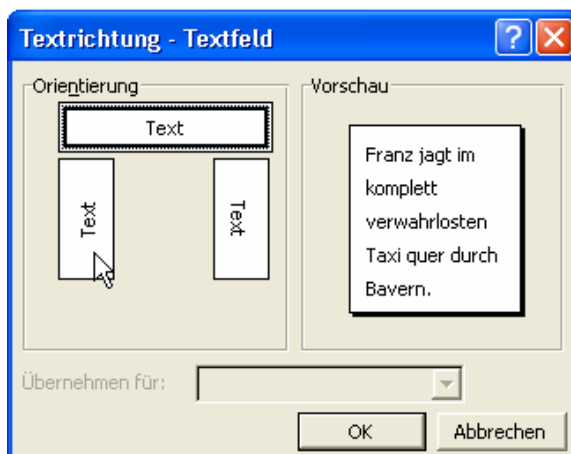 Textrichtung - Textfeld
Orientierung
Text
Text
Text
Vorschau
Franz jagt im
komplett
verwahrlosten
Taxi quer durch
Bayern.
Übernehmen für:
OK
Abbrechen